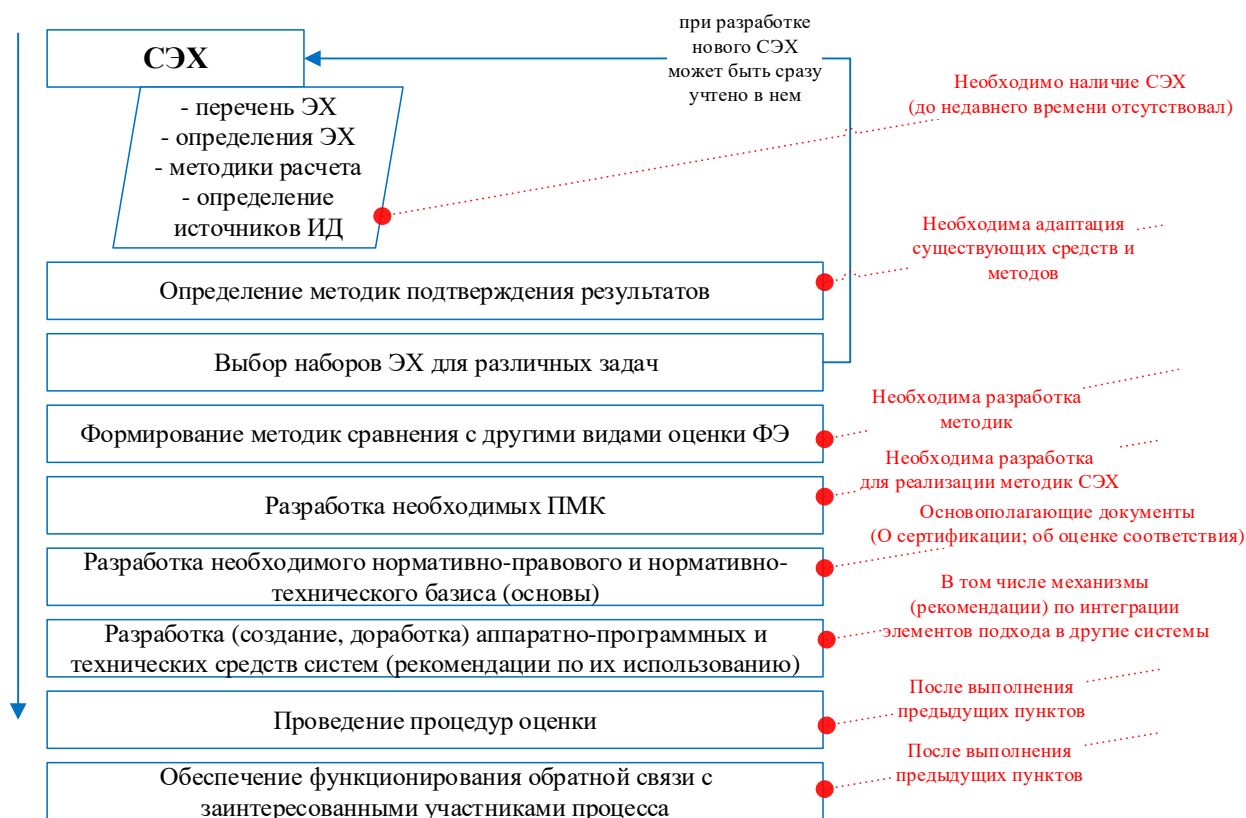 СЭХ
- перечень ЭХ
- определения ЭХ
- методики расчета
- определение
источников ИД
при разработке
нового СЭХ
может быть сразу
учтено в нем
Необходимо наличие СЭХ
(до недавнего времени отсутствовал)
Определение методик подтверждения результатов
Необходима адаптация
существующих средств и
методов
Выбор наборов ЭХ для различных задач
Формирование методик сравнения с другими видами оценки ФЭ
Необходима разработка
методик
Разработка необходимых ПМК
Необходима разработка
для реализации методик СЭХ
Разработка необходимого нормативно-правового и нормативно-
технического базиса (основы)
Основополагающие документы
(О сертификации; об оценке соответствия)
Разработка (создание, доработка) аппаратно-программных и
технических средств систем (рекомендации по их использованию)
В том числе механизмы
(рекомендации) по интеграции
элементов подхода в другие системы
Проведение процедур оценки
После выполнения
предыдущих пунктов
Обеспечение функционирования обратной связи с
заинтересованными участниками процесса
После выполнения
предыдущих пунктов